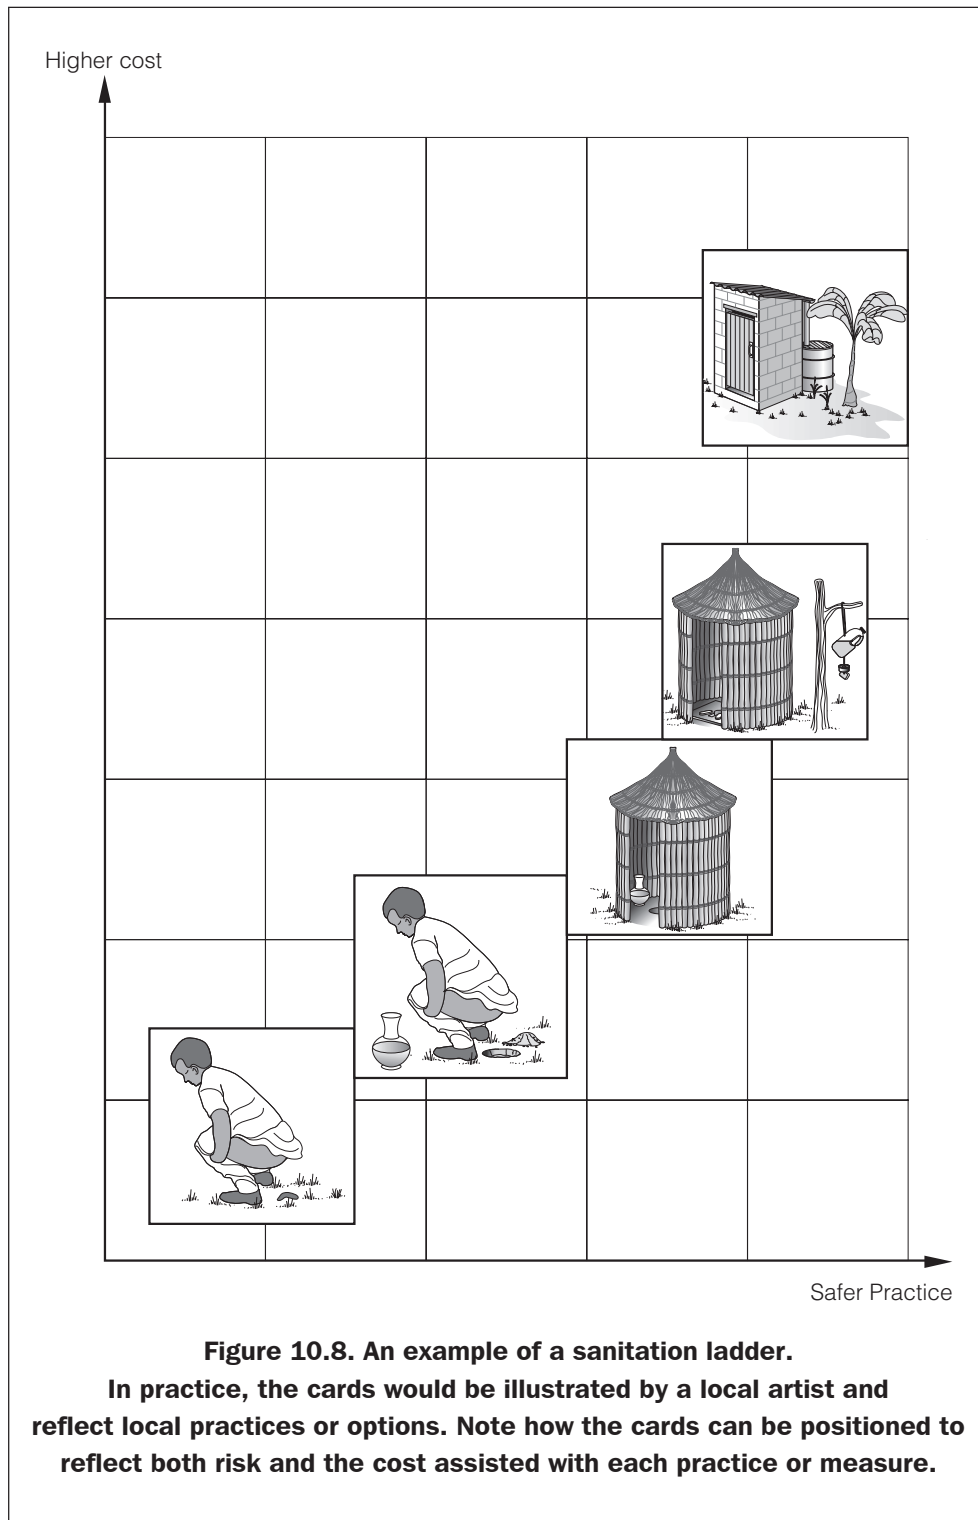 Higher cost
Safer Practice
Figure 10.8. An example of a sanitation ladder.
In practice, the cards would be illustrated by a local artist and
reflect local practices or options. Note how the cards can be positioned to
reflect both risk and the cost assisted with each practice or measure.